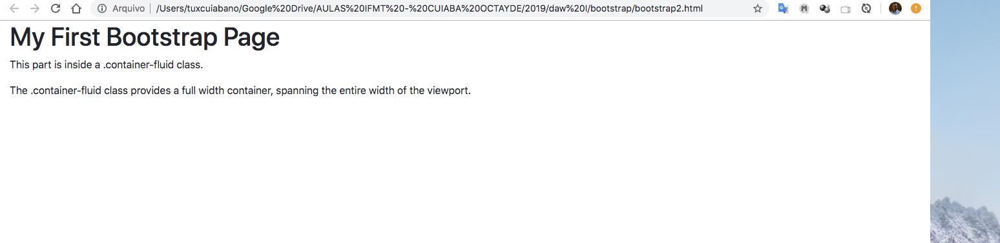 Arquivo /Users/tuxcuiabano/Google%20Drive/AULAS%20IFMT%20-%20CUIABA%20OCTAYDE/2019/daw%20I/bootstrap/bootstrap2.html
My First Bootstrap Page
This part is inside a .container-fluid class.
The .container-fluid class provides a full width container, spanning the entire width of the viewport.